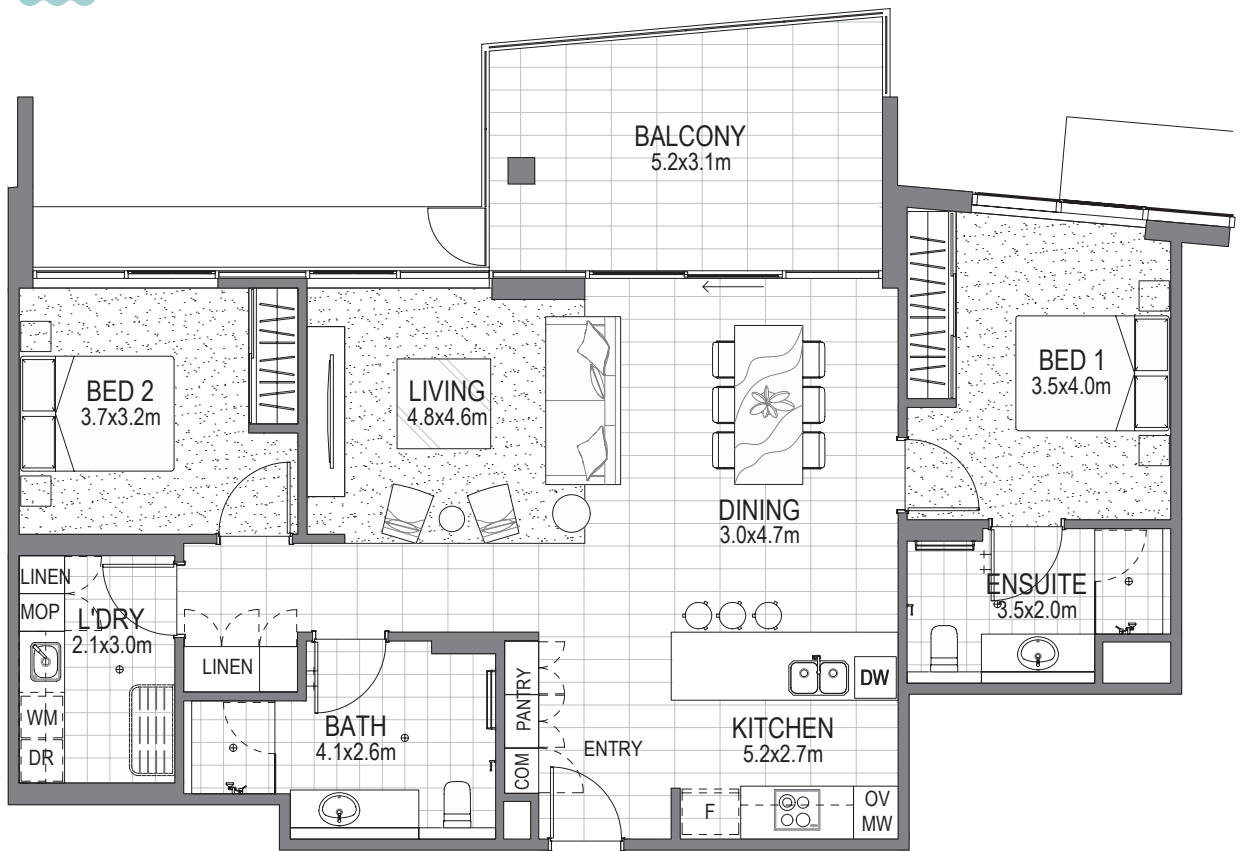 BALCONY
5.2x3.1m
BED 2
3.7x3.2m
LIVING
4.8x4.6m
BED 1
3.5x4.0m
DINING
3.0x4.7m
LINEN
MOP
L'DRY
2.1x3.0m
WM
DR
LINEN
BATH
4.1x2.6m
PANTRY
COM
ENTRY
ENSUITE
3.5x2.0m
DW
KITCHEN
5.2x2.7m
F
OV
MW